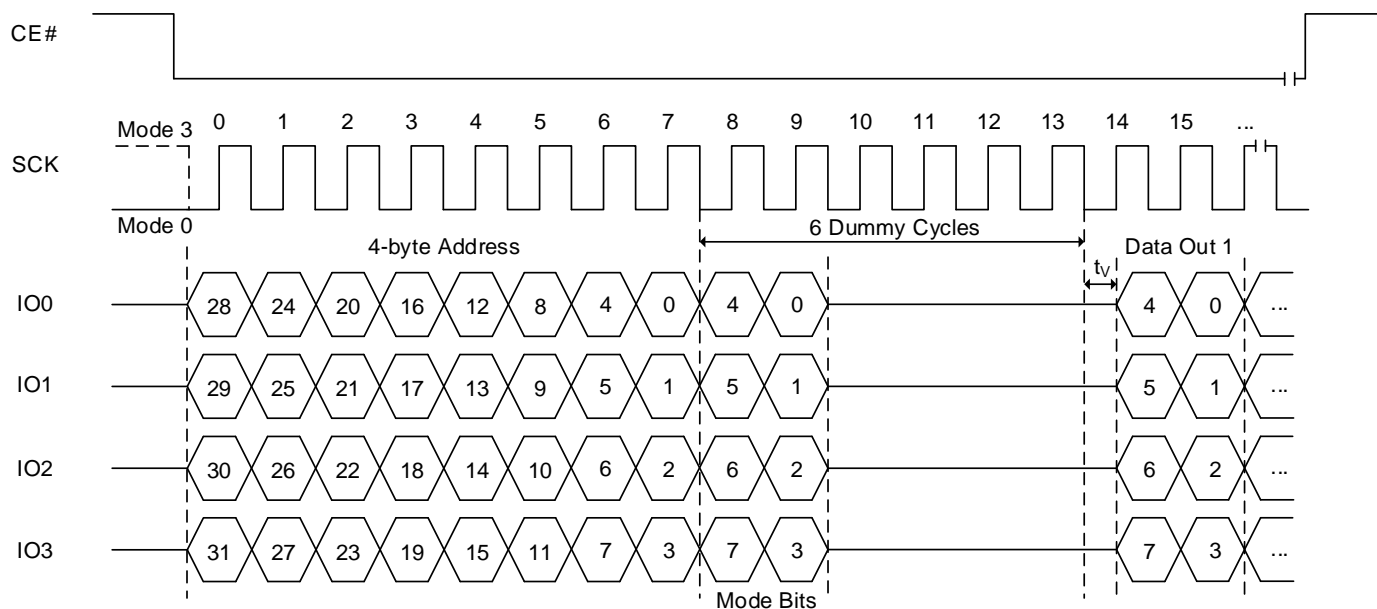 CE#
0 1 2 3 4 5 6 7 8 9 10 11 12 13 14 15 ...
Mode 3
SCK
Mode 0
6 Dummy Cycles
4-byte Address Data Out 1
tV
IO0 28 24 20 16 12 8 4 0 4 0 4 0 ...
IO1 29 25 21 17 13 9 5 1 5 1 5 1 ...
IO2 30 26 22 18 14 10 6 2 6 2 6 2 ...
IO3 31 27 23 19 15 11 7 3 7 3 7 3 ...
Mode Bits